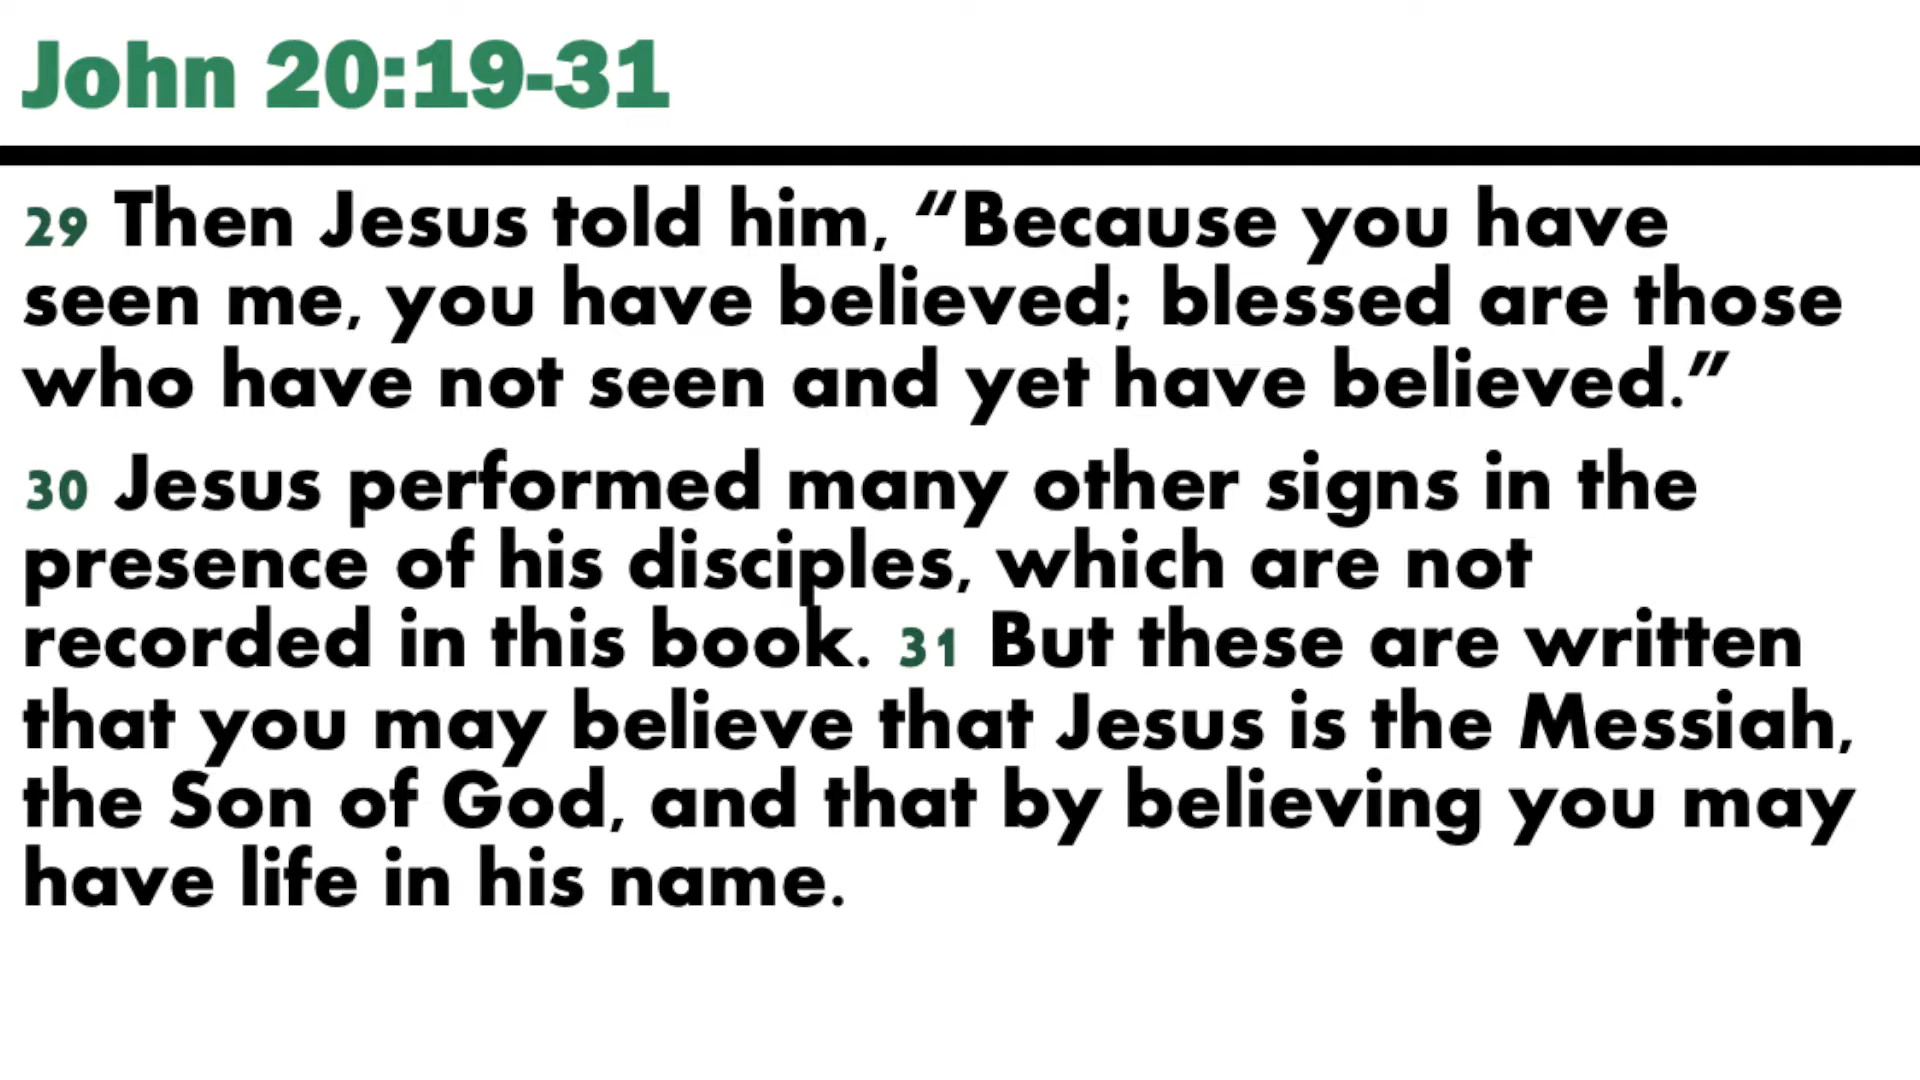 John 20:19-31
29 Then Jesus told him, “Because you have
seen me, you have believed; blessed are those
who have not seen and yet have believed.”
30 Jesus performed many other signs in the
presence of his disciples, which are not
recorded in this book. 31 But these are written
that you may believe that Jesus is the Messiah,
the Son of God, and that by believing you may
have life in his name.